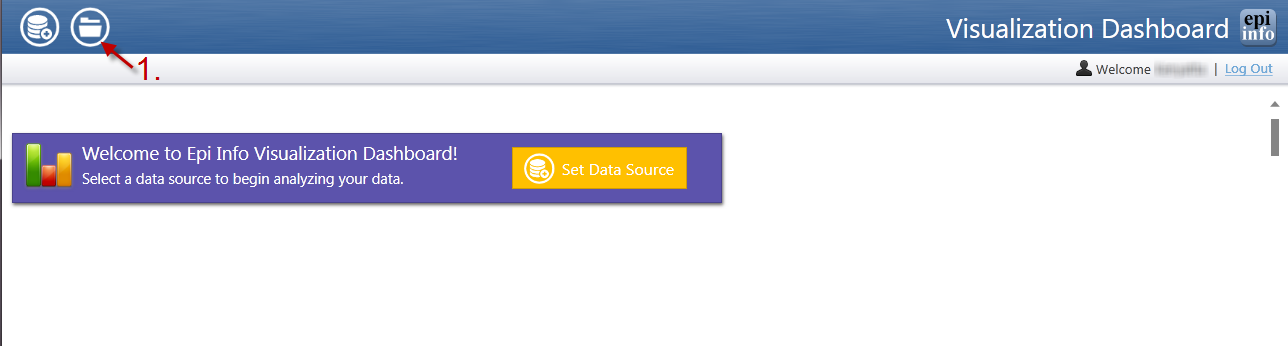 Visualization Dashboard
epi
info
1.
Welcome | Log Out
Welcome to Epi Info Visualization Dashboard!
Select a data source to begin analyzing your data.
Set Data Source